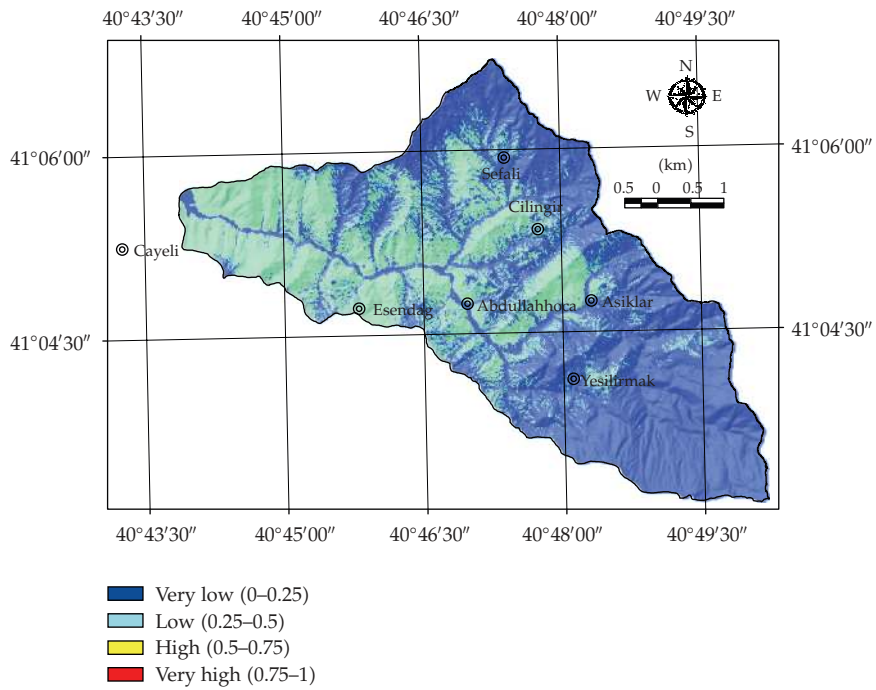 40°43′30″ 40°45′00″ 40°46′30″ 40°48′00″ 40°49′30″
N
W E
S
41°06′00″ 41°06′00″
(km)
0.5 0 0.5 1
Sefali
Cilingir
Cayeli
Esendag Abdullahhoca Asiklar
41°04′30″ 41°04′30″
Yesilirmak
40°43′30″ 40°45′00″ 40°46′30″ 40°48′00″ 40°49′30″
Very low (0–0.25)
Low (0.25–0.5)
High (0.5–0.75)
Very high (0.75–1)